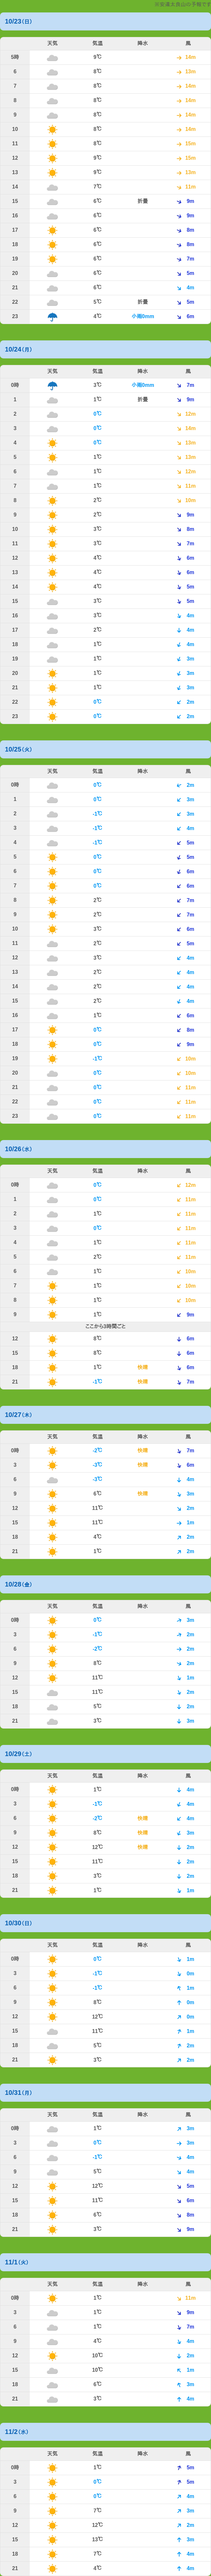 10/23（日）
天気 気温 降水 風
5時 9℃ 14m
6 8℃ 15m
7 8℃ 14m
8 8℃ 14m
9 8℃ 14m
10 8℃ 14m
11 8℃ 15m
12 9℃ 15m
13 9℃ 13m
14 7℃ 11m
15 6℃ 折曇 9m
16 6℃ 9m
17 6℃ 8m
18 6℃ 8m
19 6℃ 7m
20 6℃ 5m
21 6℃ 4m
22 5℃ 折曇 5m
23 4℃ 小雨0mm 6m
10/24（月）
天気 気温 降水 風
0時 3℃ 小雨0mm 7m
1 1℃ 折曇 9m
2 0℃ 12m
3 0℃ 14m
4 0℃ 13m
5 1℃ 12m
6 1℃ 12m
7 1℃ 11m
8 2℃ 10m
9 2℃ 9m
10 3℃ 8m
11 3℃ 7m
12 4℃ 6m
13 4℃ 6m
14 4℃ 5m
15 3℃ 5m
16 3℃ 4m
17 2℃ 4m
18 1℃ 4m
19 1℃ 3m
20 1℃ 3m
21 1℃ 3m
22 0℃ 2m
23 0℃ 2m
10/25（火）
天気 気温 降水 風
0時 0℃ 2m
1 0℃ 3m
2 -1℃ 3m
3 -1℃ 4m
4 -1℃ 5m
5 0℃ 5m
6 0℃ 6m
7 0℃ 6m
8 2℃ 7m
9 2℃ 7m
10 3℃ 6m
11 2℃ 5m
12 3℃ 4m
13 2℃ 4m
14 2℃ 4m
15 2℃ 4m
16 1℃ 6m
17 0℃ 8m
18 0℃ 9m
19 -1℃ 10m
20 0℃ 10m
21 0℃ 11m
22 0℃ 11m
23 0℃ 11m
10/26（水）
天気 気温 降水 風
0時 0℃ 12m
1 0℃ 11m
2 1℃ 11m
3 0℃ 11m
4 1℃ 11m
5 2℃ 11m
6 1℃ 10m
7 1℃ 10m
8 1℃ 10m
9 1℃ 9m
ここから3時間ごと
12 8℃ 6m
15 8℃ 6m
18 1℃ 快晴 6m
21 -1℃ 快晴 7m
10/27（木）
天気 気温 降水 風
0時 -2℃ 快晴 7m
3 -3℃ 快晴 6m
6 -3℃ 4m
9 6℃ 快晴 3m
12 11℃ 2m
15 11℃ 1m
18 4℃ 2m
21 1℃ 2m
10/28（金）
天気 気温 降水 風
0時 0℃ 3m
3 -1℃ 2m
6 -2℃ 2m
9 8℃ 2m
12 11℃ 1m
15 11℃ 2m
18 5℃ 2m
21 3℃ 3m
10/29（土）
天気 気温 降水 風
0時 1℃ 4m
3 -1℃ 4m
6 -2℃ 快晴 4m
9 8℃ 快晴 3m
12 12℃ 快晴 2m
15 11℃ 2m
18 3℃ 2m
21 1℃ 1m
10/30（日）
天気 気温 降水 風
0時 0℃ 1m
3 -1℃ 0m
6 -1℃ 1m
9 8℃ 0m
12 12℃ 0m
15 11℃ 1m
18 5℃ 2m
21 3℃ 2m
10/31（月）
天気 気温 降水 風
0時 1℃ 3m
3 0℃ 3m
6 -1℃ 4m
9 5℃ 4m
12 12℃ 5m
15 11℃ 6m
18 6℃ 8m
21 3℃ 9m
11/1（火）
天気 気温 降水 風
0時 1℃ 11m
3 1℃ 9m
6 1℃ 7m
9 4℃ 4m
12 10℃ 2m
15 10℃ 1m
18 6℃ 3m
21 3℃ 4m
11/2（水）
天気 気温 降水 風
0時 1℃ 5m
3 0℃ 5m
6 0℃ 4m
9 7℃ 3m
12 12℃ 2m
15 13℃ 3m
18 7℃ 4m
21 4℃ 4m